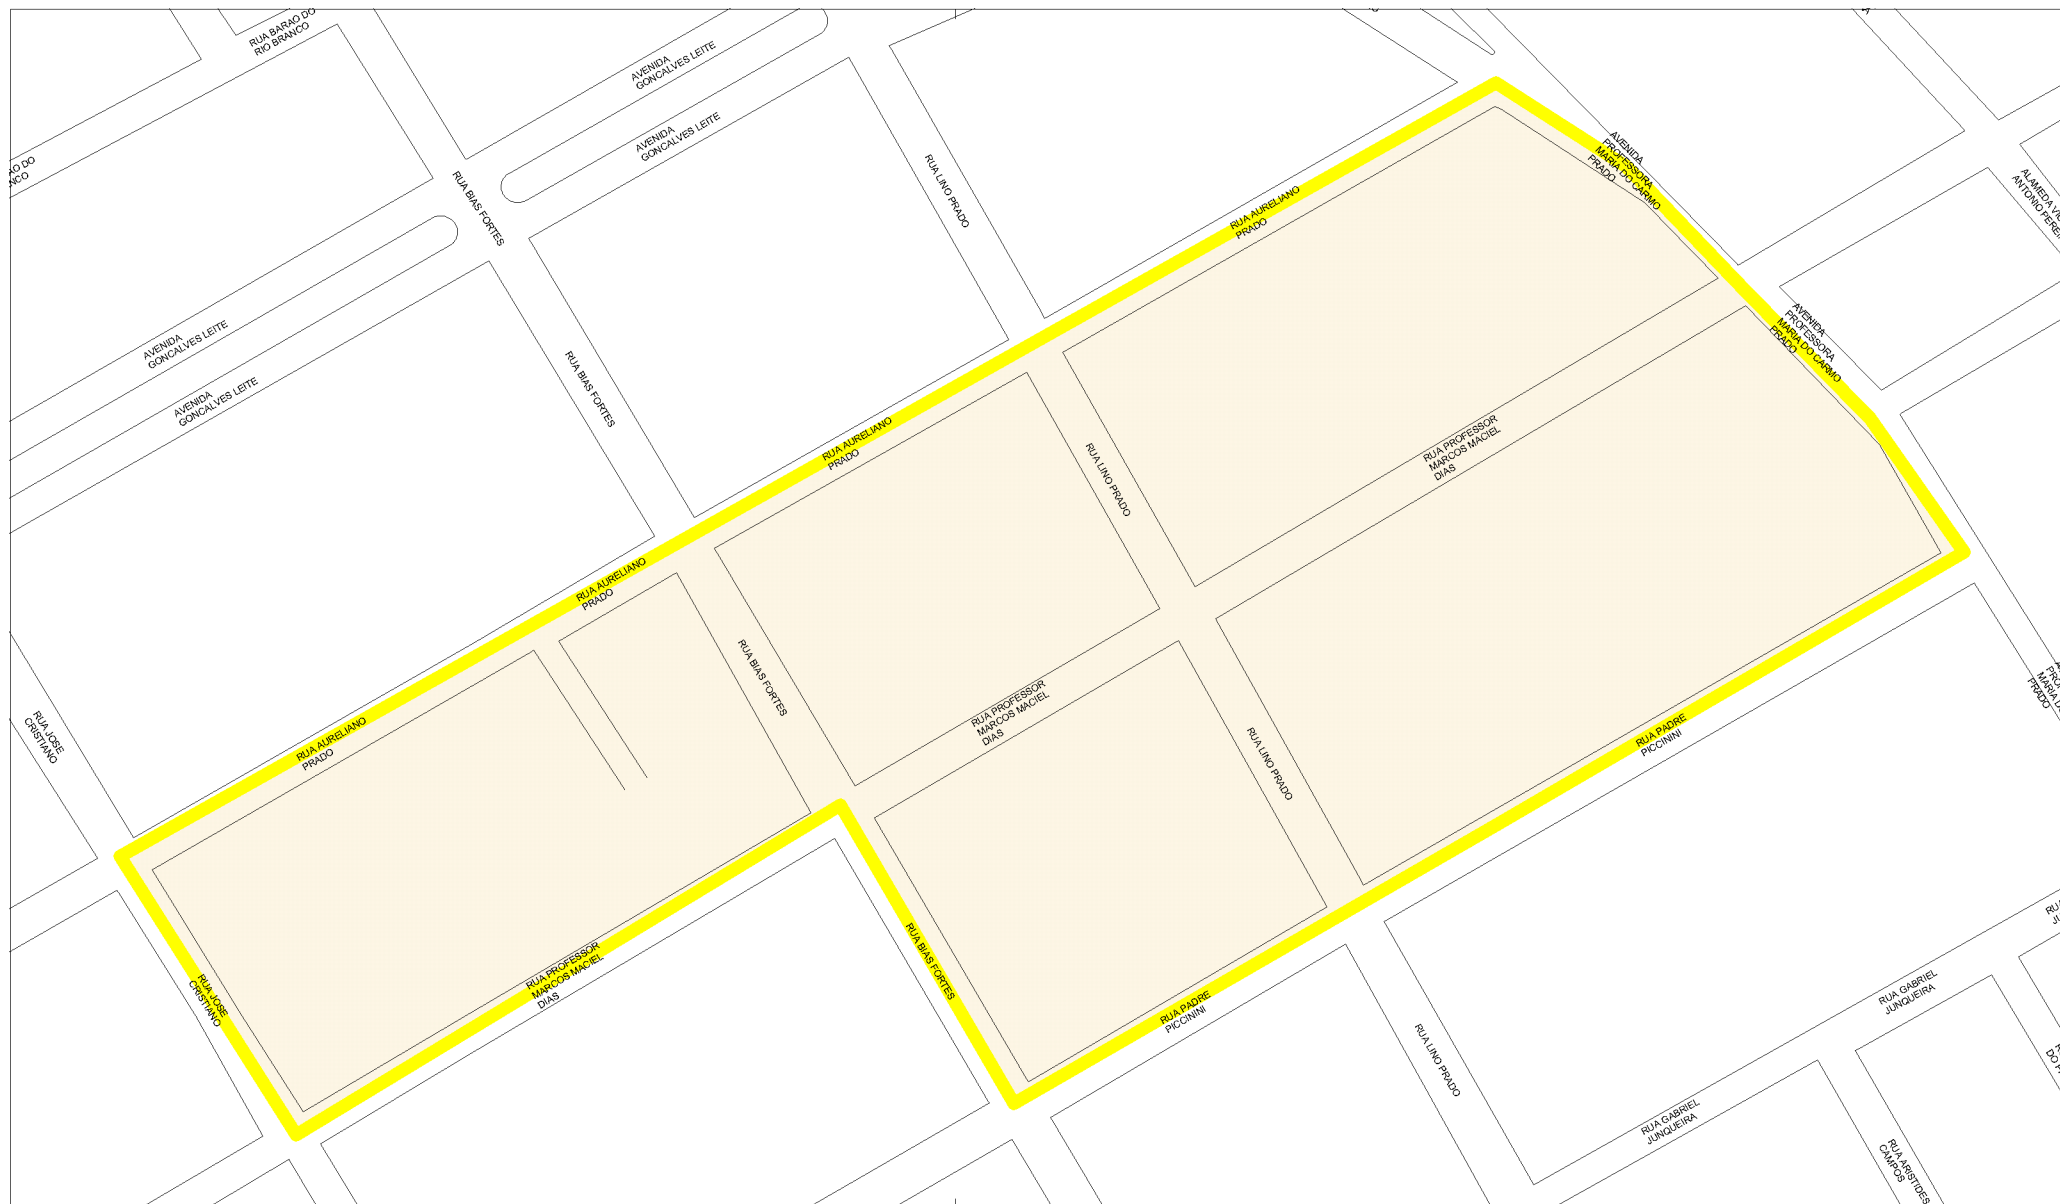 RUA BARAO DO
RIO BRANCO
AVENIDA
GONCALVES LEITE
AVENIDA
GONCALVES LEITE
RUA BIAS FORTES
RUA LINO PRADO
AVENIDA
PROFESSORA
MARIA DO CARMO
PRADO
RUA AURELIANO
PRADO
AVENIDA
GONCALVES LEITE
AVENIDA
GONCALVES LEITE
RUA BIAS FORTES
AVENIDA
PROFESSORA
MARIA DO CARMO
PRADO
RUA AURELIANO
PRADO
RUA LINO PRADO
RUA PROFESSOR
MARCOS MACIEL
DIAS
RUA AURELIANO
PRADO
RUA BIAS FORTES
RUA PROFESSOR
MARCOS MACIEL
DIAS
RUA JOSE
CRISTIANO
RUA AURELIANO
PRADO
RUA LINO PRADO
RUA PADRE
PICCININI
PRADO
RUA PROFESSOR
MARCOS MACIEL
DIAS
RUA BIAS FORTES
RUA JOSE
CRISTIANO
RUA PADRE
PICCININI
RUA GABRIEL
JUNQUEIRA
RUA LINO PRADO
RUA GABRIEL
JUNQUEIRA
RUA ARISTIDES
CAMPOS